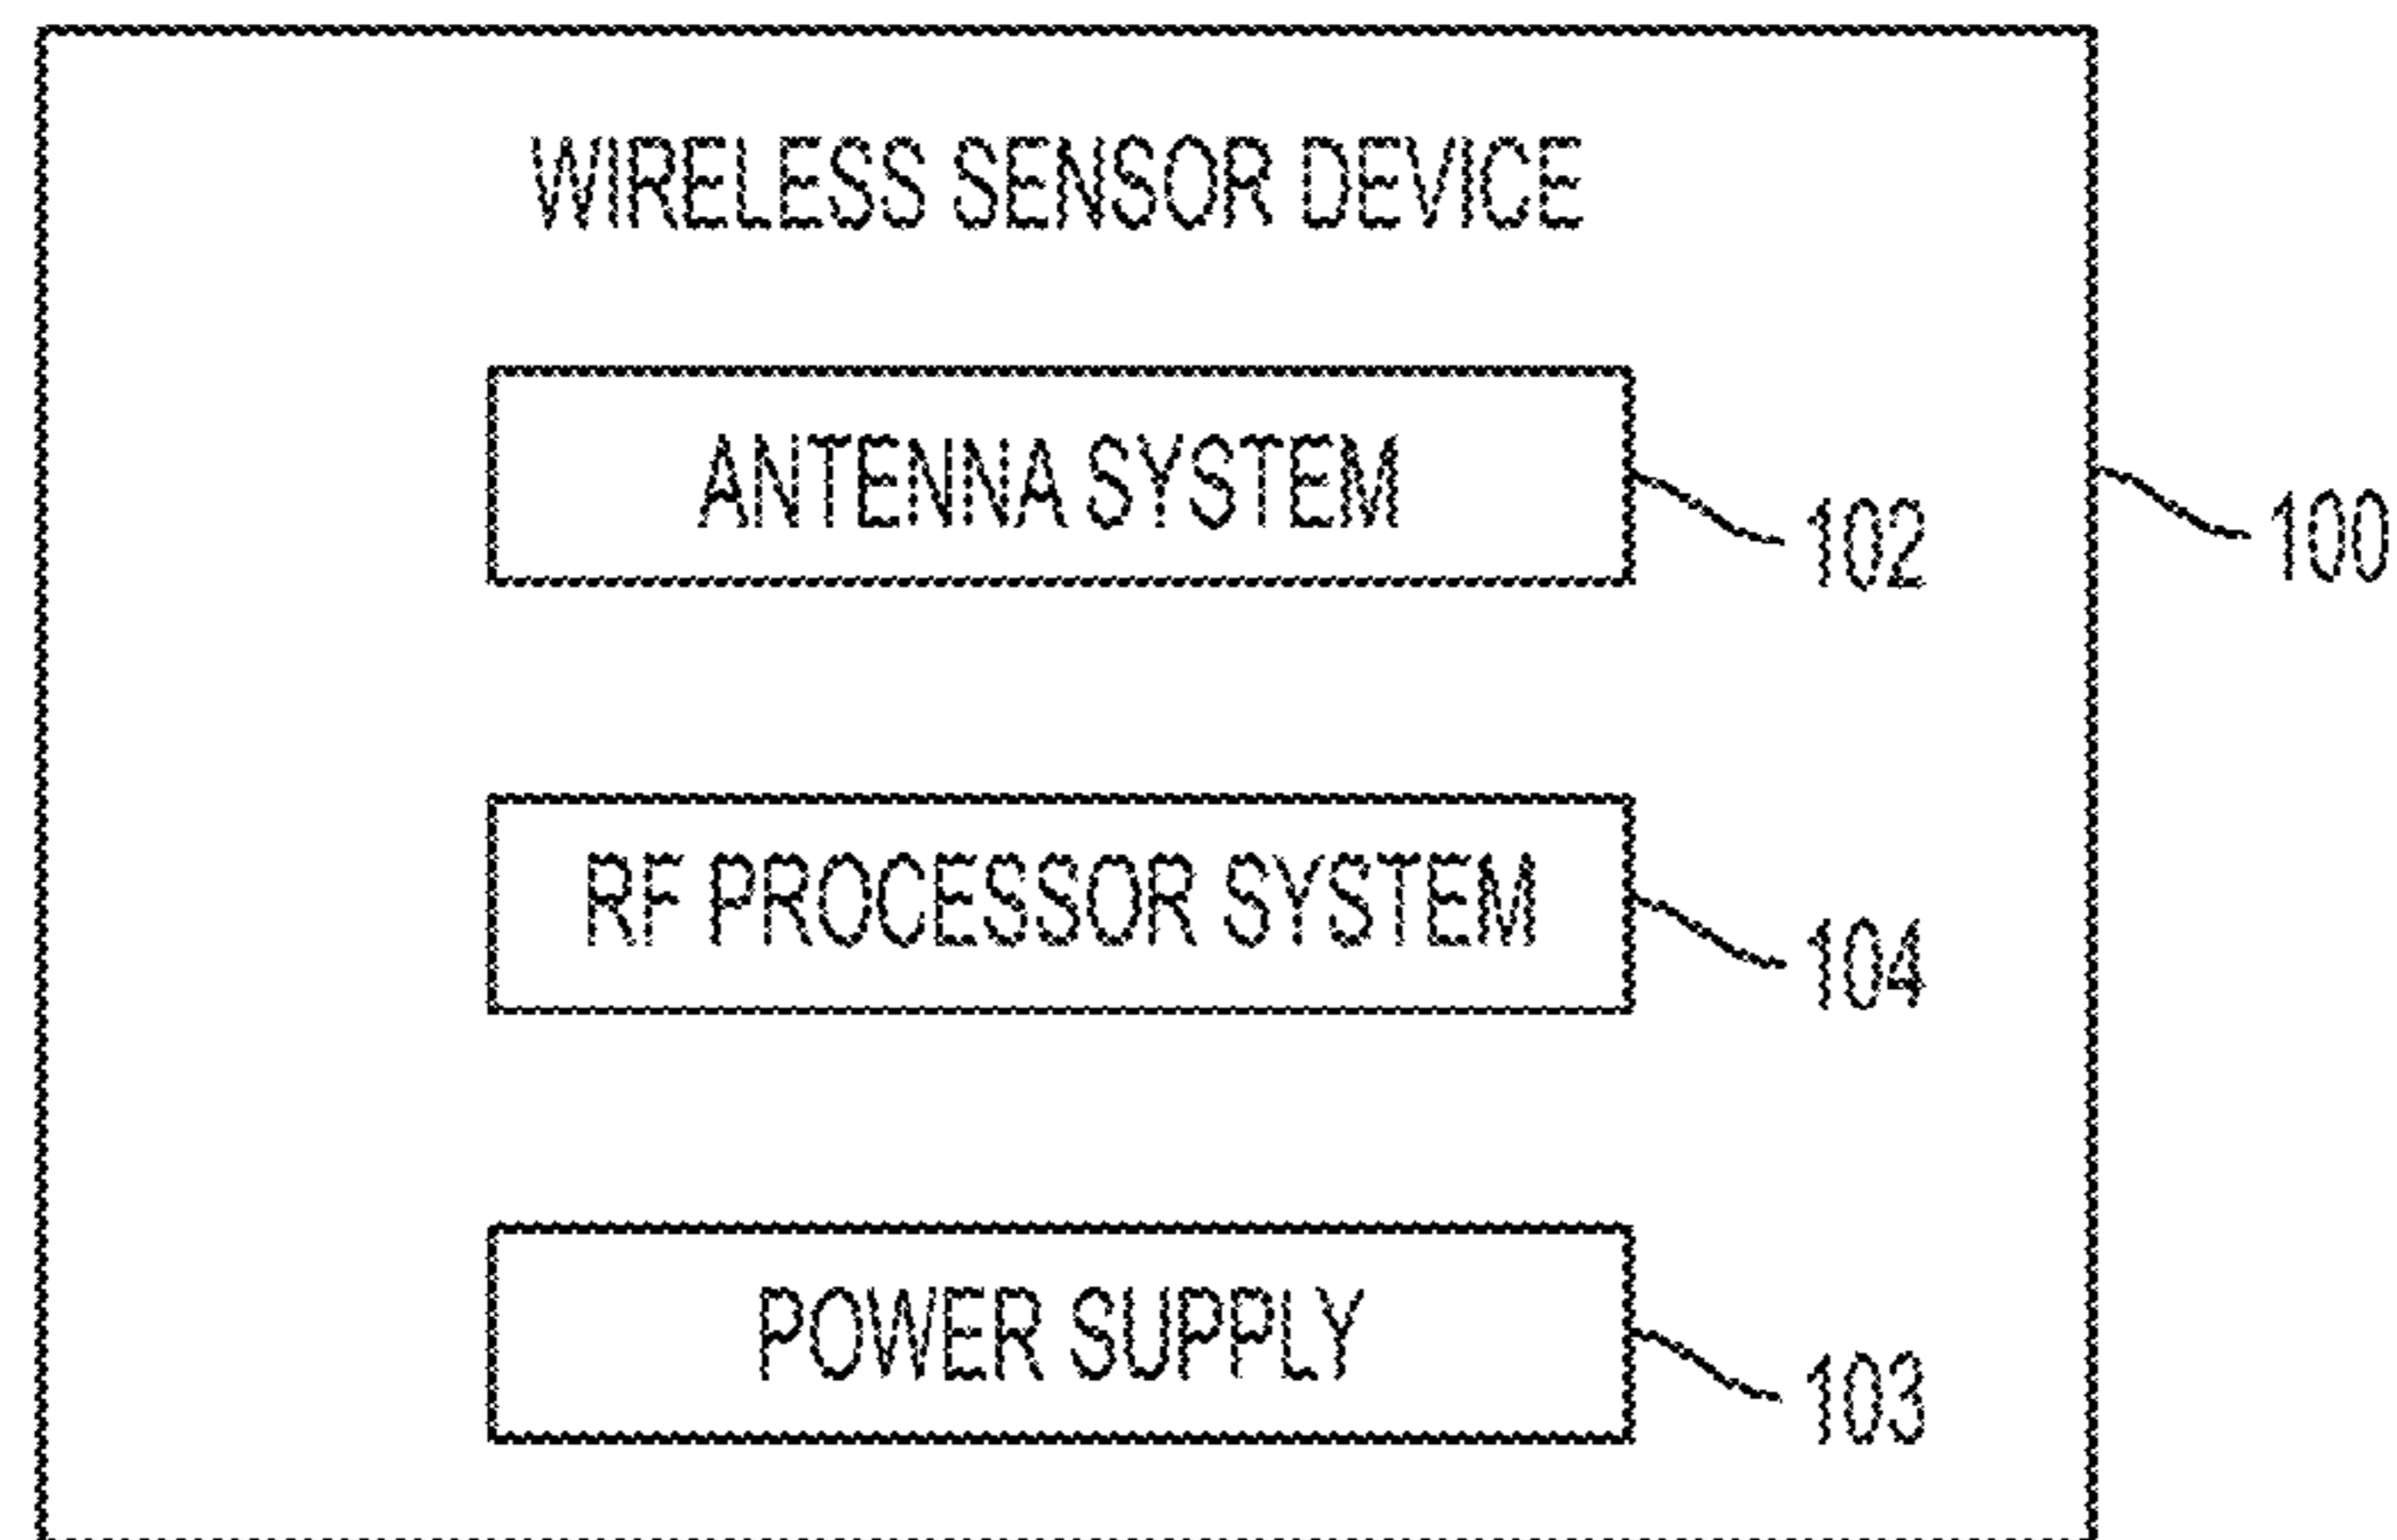 WIRELESS SENSOR DEVICE
ANTENNA SYSTEM
102
100
RF PROCESSOR SYSTEM
104
POWER SUPPLY
103